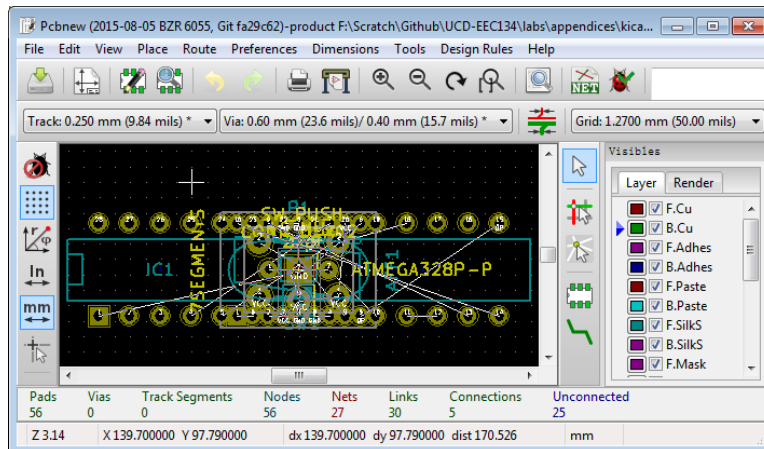 Pcbnew (2015-08-05 BZR 6055, Git fa29c62)-product F:\Scratch\Github\UCD-EEC134\labs\appendices\kica...
File Edit View Place Route Preferences Dimensions Tools Design Rules Help
NET
Track: 0.250 mm (9.84 mils) * Via: 0.60 mm (23.6 mils)/ 0.40 mm (15.7 mils) * Grid: 1.2700 mm (50.00 mils)
Visibles
Layer Render
F.Cu
B.Cu
F.Adhes
B.Adhes
F.Paste
B.Paste
F.SilkS
B.SilkS
F.Mask
In
mm
SW_PUSH
7SEGMENTS
IC1
ATMEGA328P-P
GND
VCC
Pads Vias Track Segments Nodes Nets Links Connections Unconnected
56 0 0 56 27 30 5 25
Z 3.14 X 139.700000 Y 97.790000 dx 139.700000 dy 97.790000 dist 170.526 mm